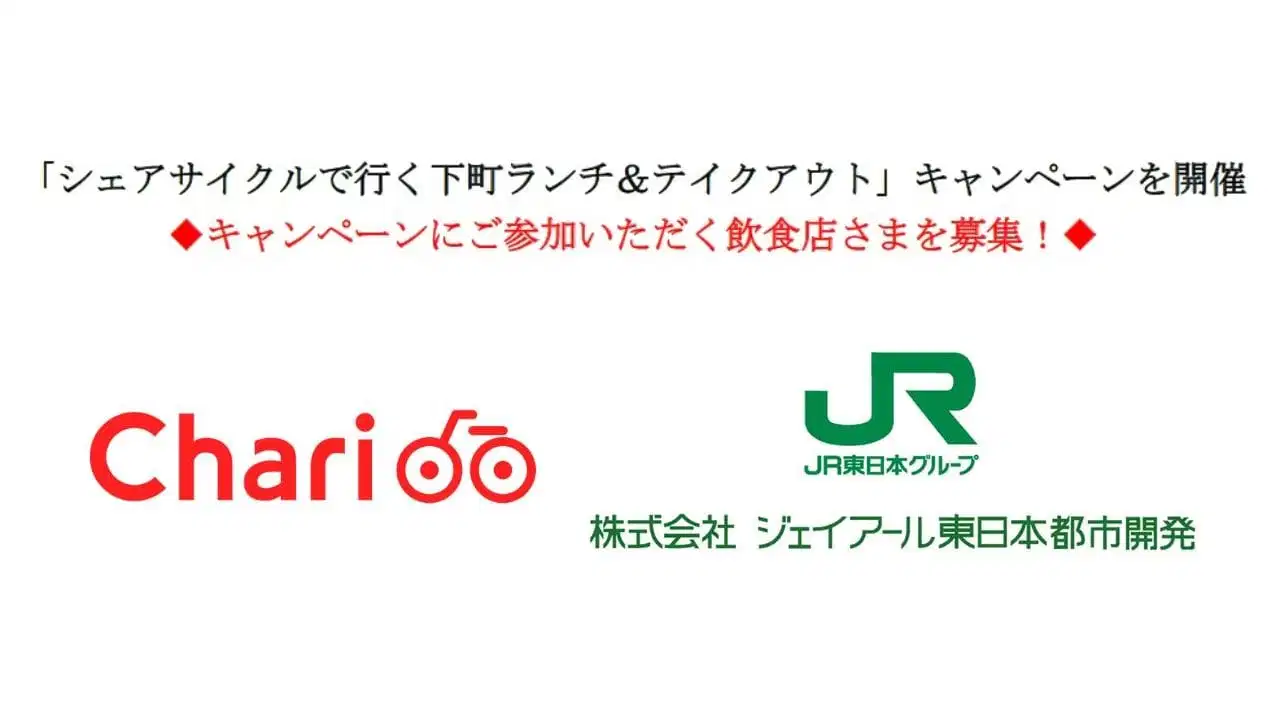 「シェアサイクルで行く下町ランチ＆テイクアウト」キャンペーンを開催
◆キャンペーンにご参加いただく飲食店さまを募集！◆
Chari
JR
JR東日本グループ
株式会社 ジェイアール東日本都市開発